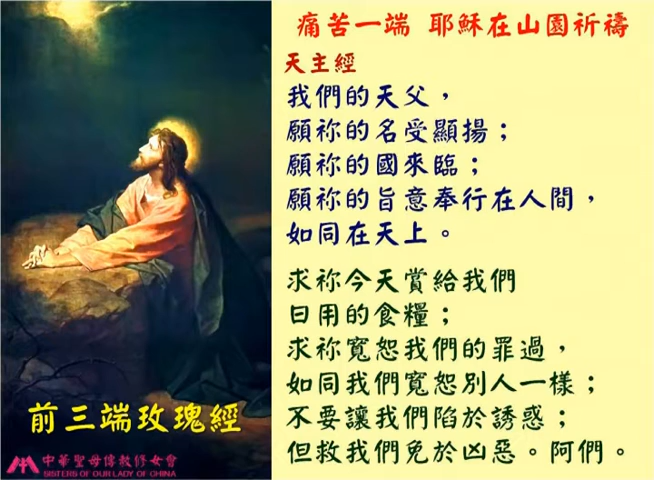 痛苦一端 耶穌在山園祈禱
天主經
我們的天父，
願祢的名受顯揚；
願祢的國來臨；
願祢的旨意奉行在人間，
如同在天上。
求祢今天賞給我們
日用的食糧；
求祢寬恕我們的罪過，
如同我們寬恕別人一樣；
不要讓我們陷於誘惑；
但救我們免於凶惡。阿們。
前三端玫瑰經
中華聖母傳教修女會
SISTERS OF OUR LADY OF CHINA